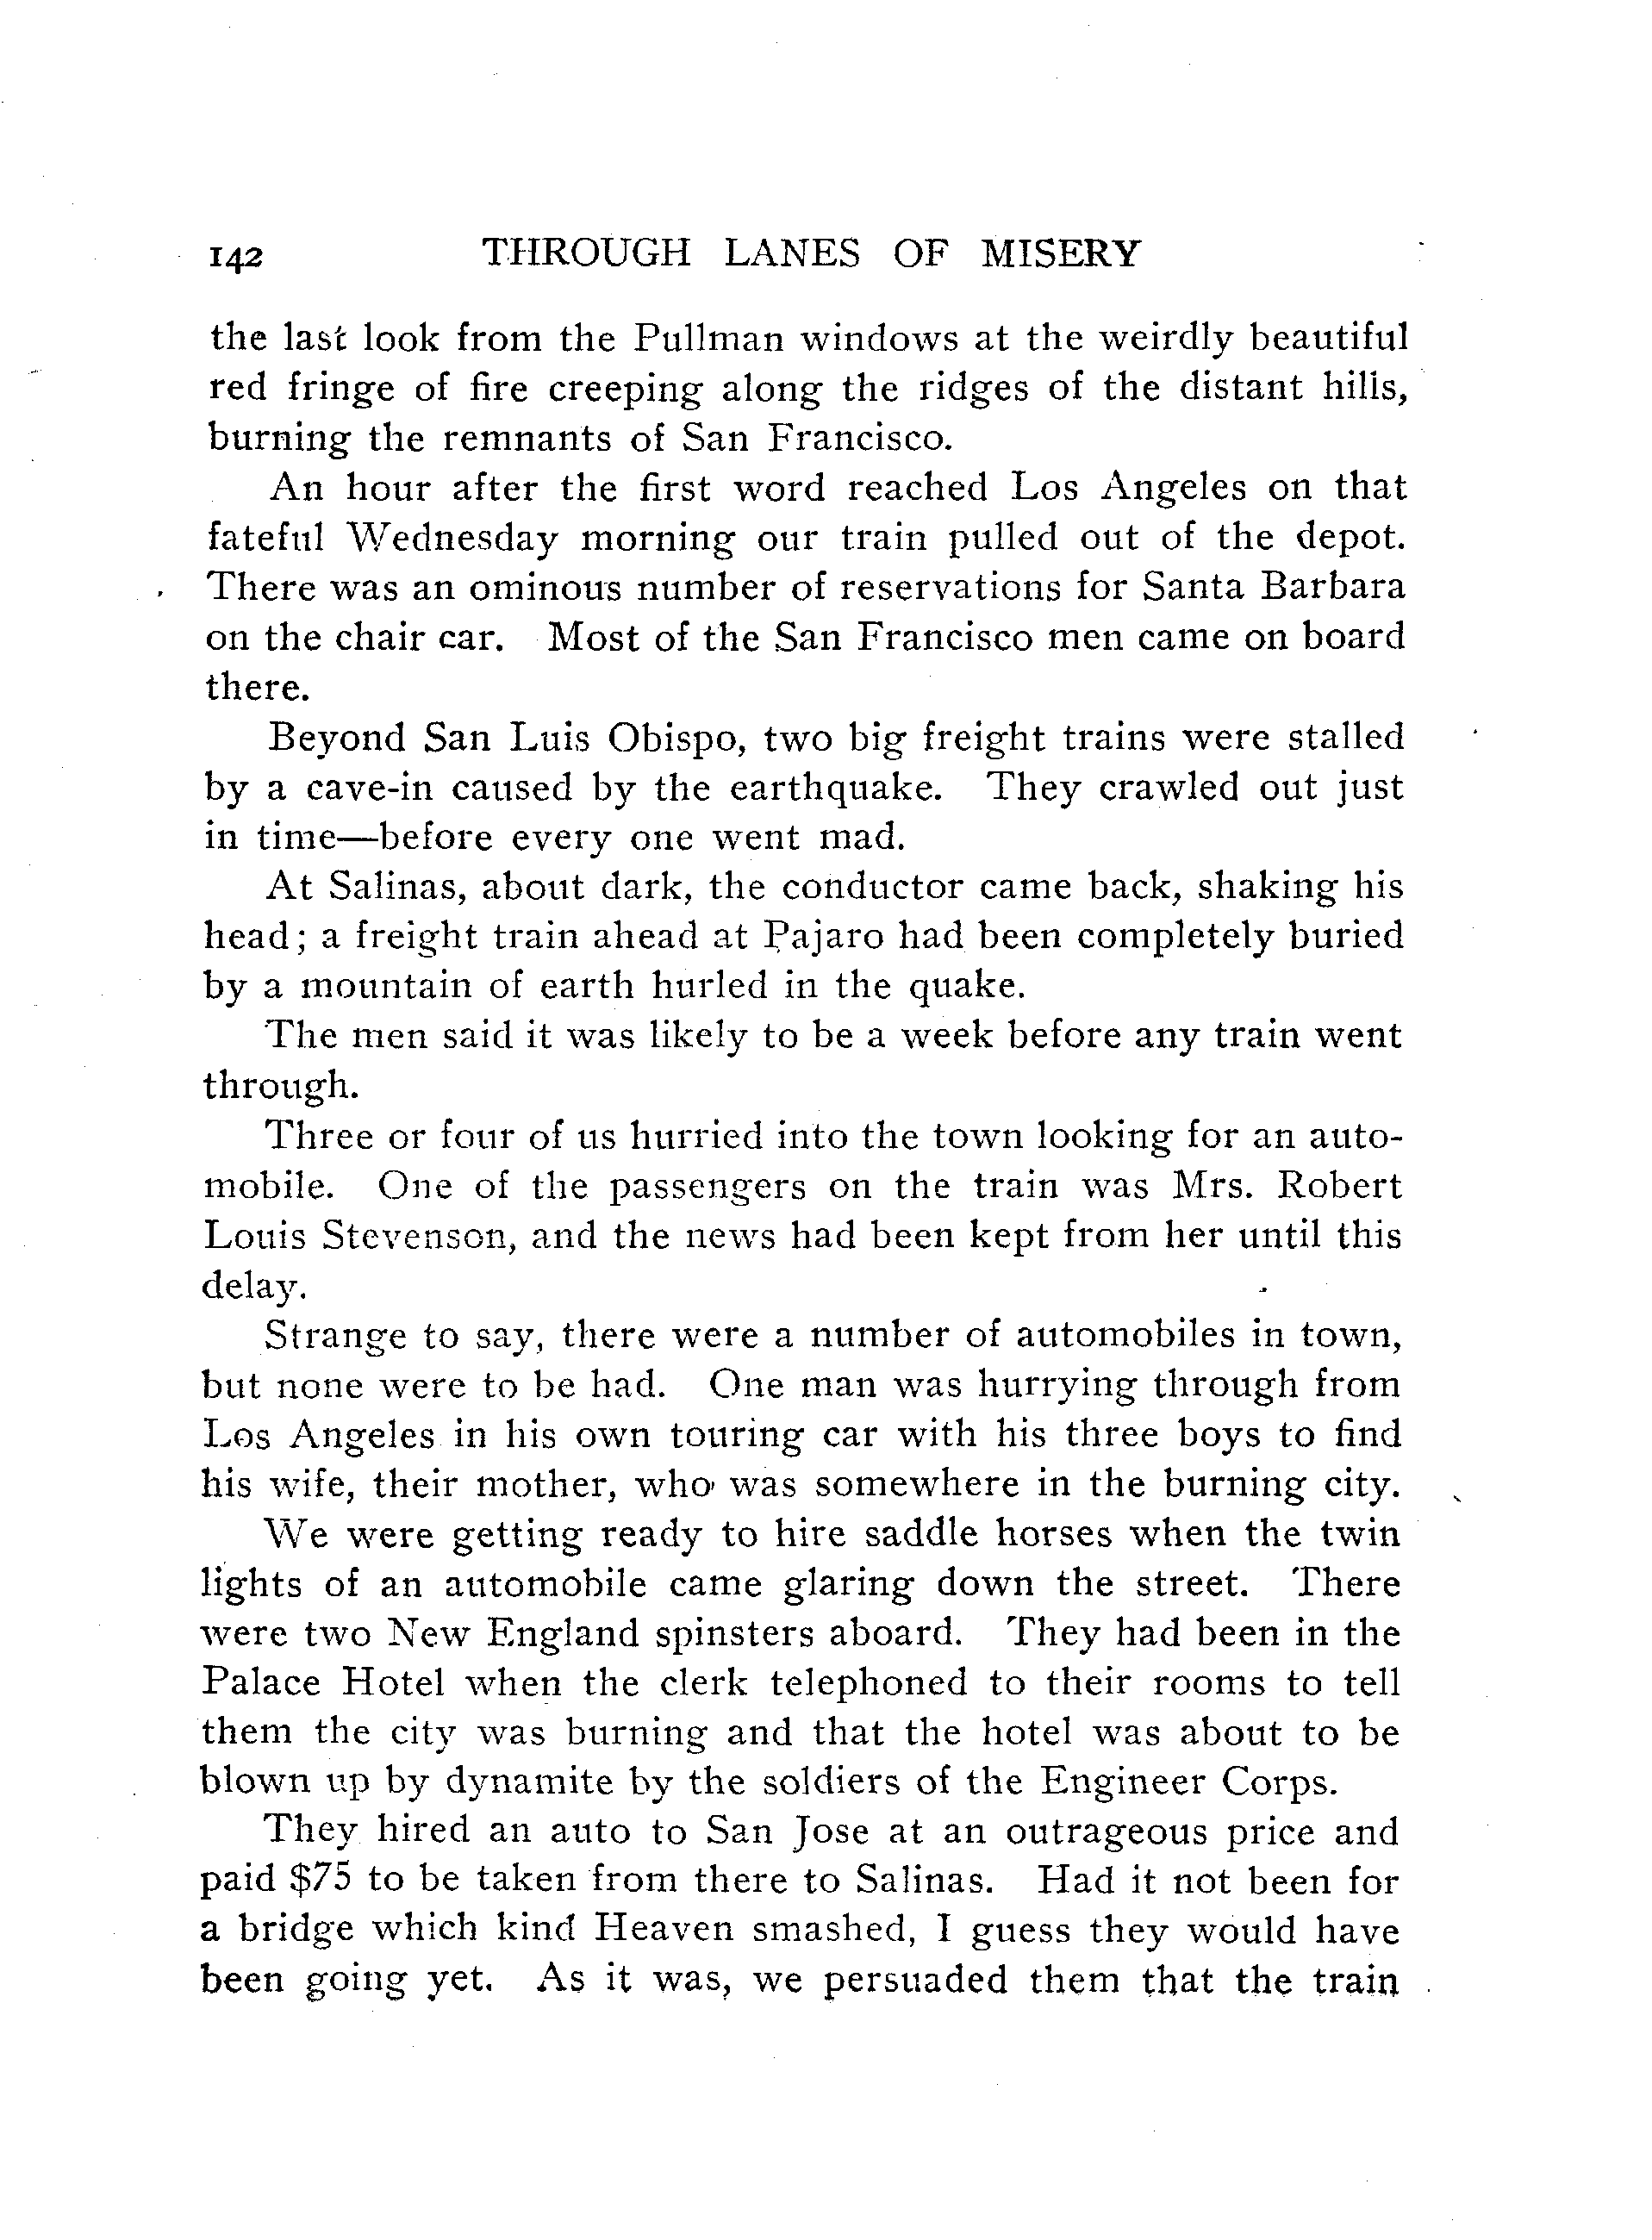 142 THROUGH LANES OF MISERY
the last look from the Pullman windows at the weirdly beautiful
red fringe of fire creeping along the ridges of the distant hills,
burning the remnants of San Francisco.
An hour after the first word reached Los Angeles on that
fateful Wednesday morning our train pulled out of the depot.
There was an ominous number of reservations for Santa Barbara
on the chair car. Most of the San Francisco men came on board
there.
Beyond San Luis Obispo, two big freight trains were stalled
by a cave-in caused by the earthquake. They crawled out just
in time—before every one went mad.
At Salinas, about dark, the conductor came back, shaking his
head; a freight train ahead at Pajaro had been completely buried
by a mountain of earth hurled in the quake.
The men said it was likely to be a week before any train went
through.
Three or four of us hurried into the town looking for an auto-
mobile. One of the passengers on the train was Mrs. Robert
Louis Stevenson, and the news had been kept from her until this
delay.
Strange to say, there were a number of automobiles in town,
but none were to be had. One man was hurrying through from
Los Angeles in his own touring car with his three boys to find
his wife, their mother, who was somewhere in the burning city.
We were getting ready to hire saddle horses when the twin
lights of an automobile came glaring down the street. There
were two New England spinsters aboard. They had been in the
Palace Hotel when the clerk telephoned to their rooms to tell
them the city was burning and that the hotel was about to be
blown up by dynamite by the soldiers of the Engineer Corps.
They hired an auto to San Jose at an outrageous price and
paid $75 to be taken from there to Salinas. Had it not been for
a bridge which kind Heaven smashed, I guess they would have
been going yet. As it was, we persuaded them that the train